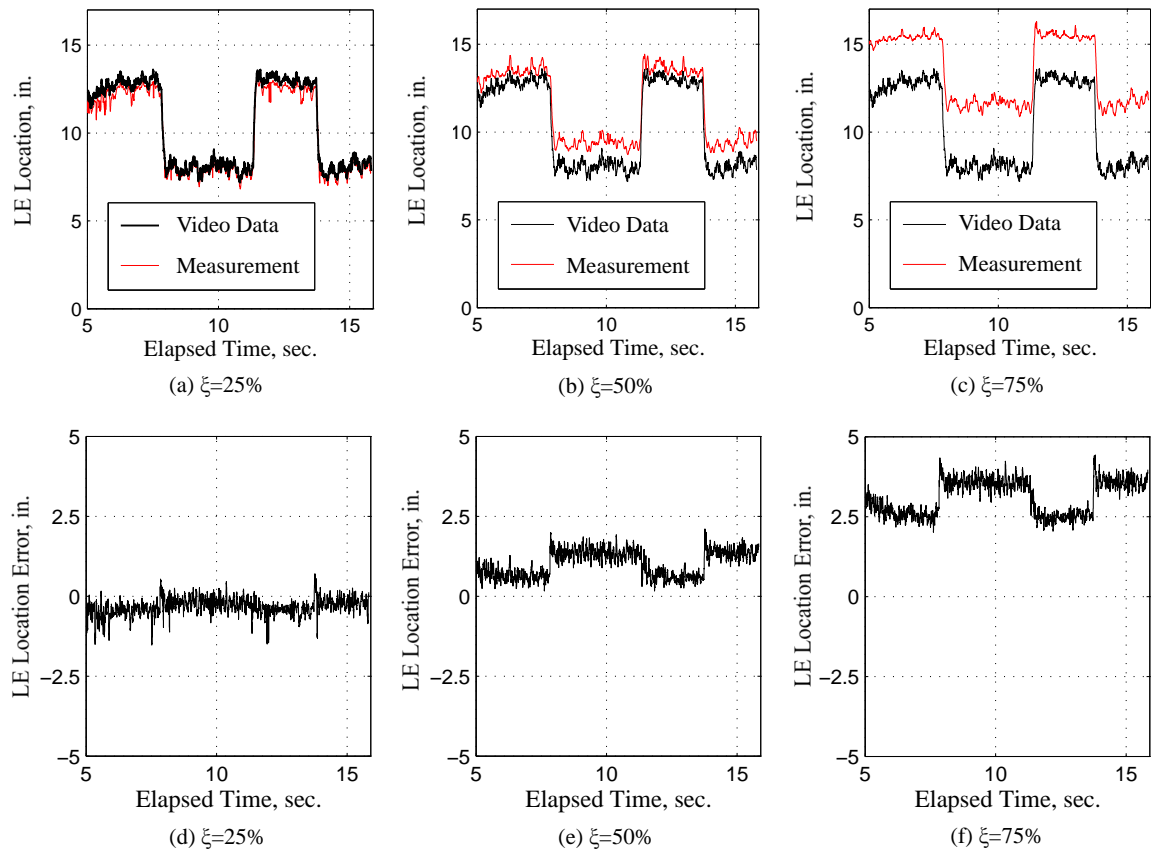 15
10
5
0
LE Location, in.
Video Data
Measurement
5
10
15
Elapsed Time, sec.
(a) ξ=25%
15
10
5
0
LE Location, in.
Video Data
Measurement
5
10
15
Elapsed Time, sec.
(b) ξ=50%
15
10
5
0
LE Location, in.
Video Data
Measurement
5
10
15
Elapsed Time, sec.
(c) ξ=75%
5
2.5
0
−2.5
−5
LE Location Error, in.
5
10
15
Elapsed Time, sec.
(d) ξ=25%
5
2.5
0
−2.5
−5
LE Location Error, in.
5
10
15
Elapsed Time, sec.
(e) ξ=50%
5
2.5
0
−2.5
−5
LE Location Error, in.
5
10
15
Elapsed Time, sec.
(f) ξ=75%